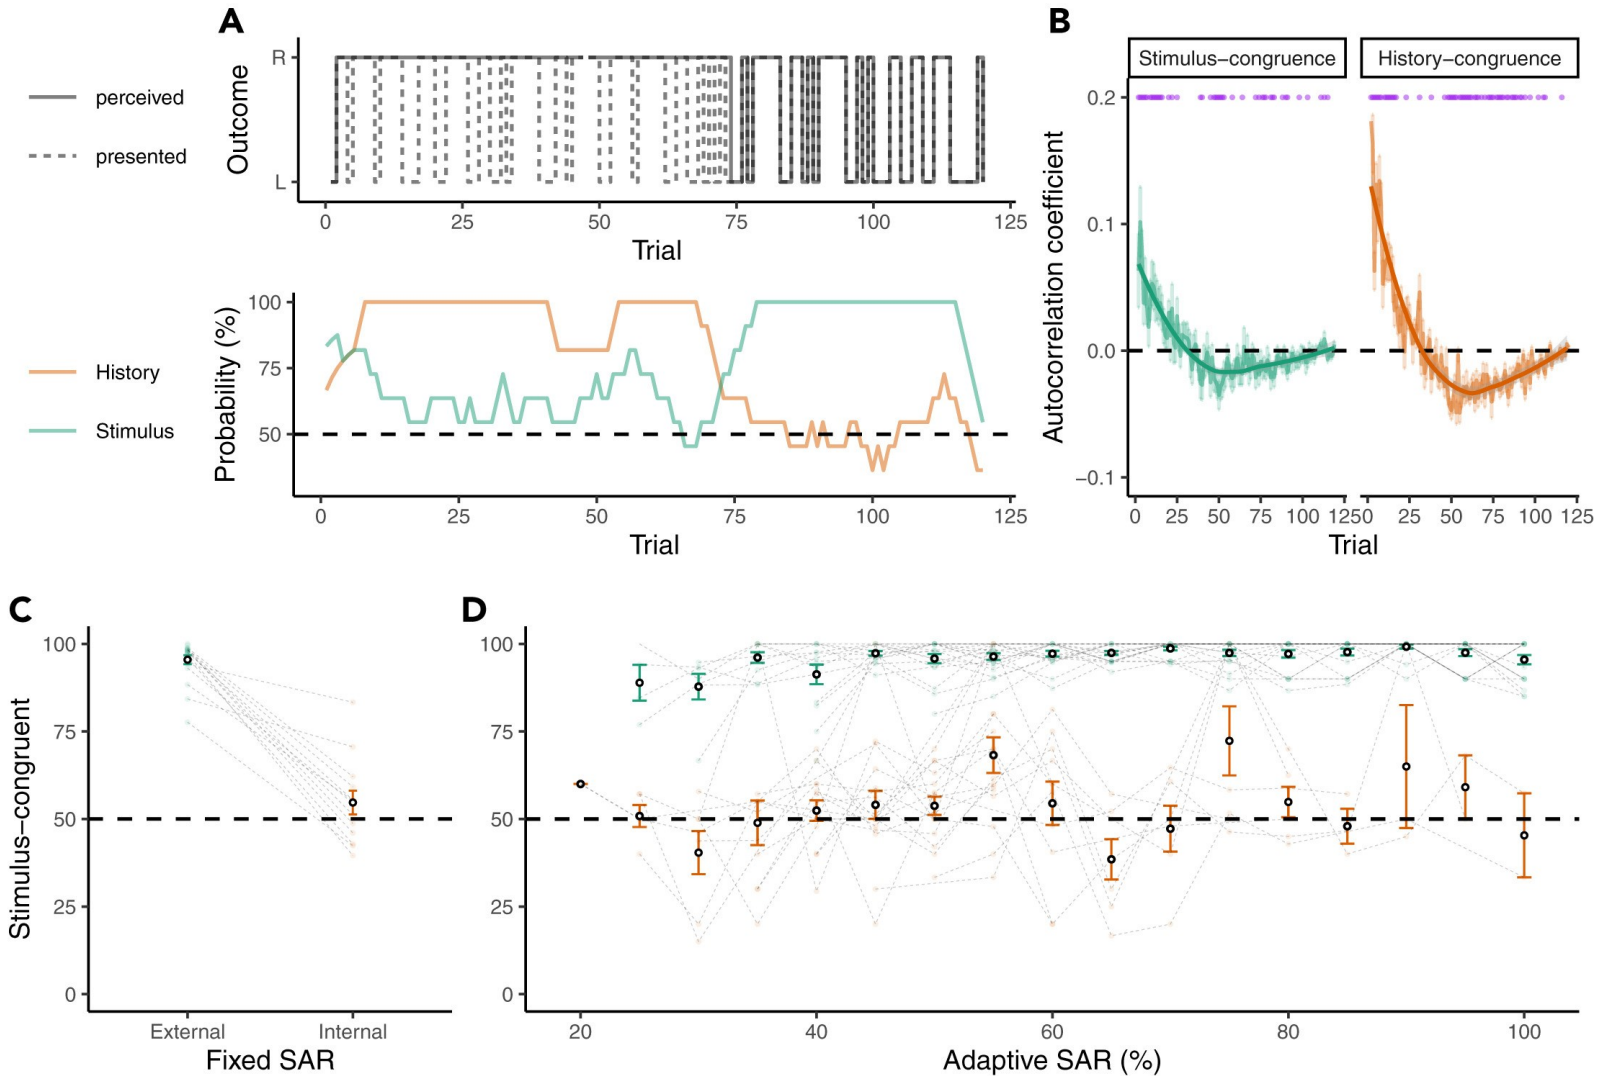 A
perceived
presented
Outcome
R
L
0 25 50 75 100 125
Trial
History
Stimulus
Probability (%)
100
75
50
0 25 50 75 100 125
Trial
B
Stimulus−congruence
History−congruence
Autocorrelation coefficient
0.2
0.1
0.0
−0.1
0 25 50 75 100 125
0 25 50 75 100 125
Trial
C
Stimulus−congruent
100
75
50
25
0
External Internal
Fixed SAR
D
100
75
50
25
0
20 40 60 80 100
Adaptive SAR (%)